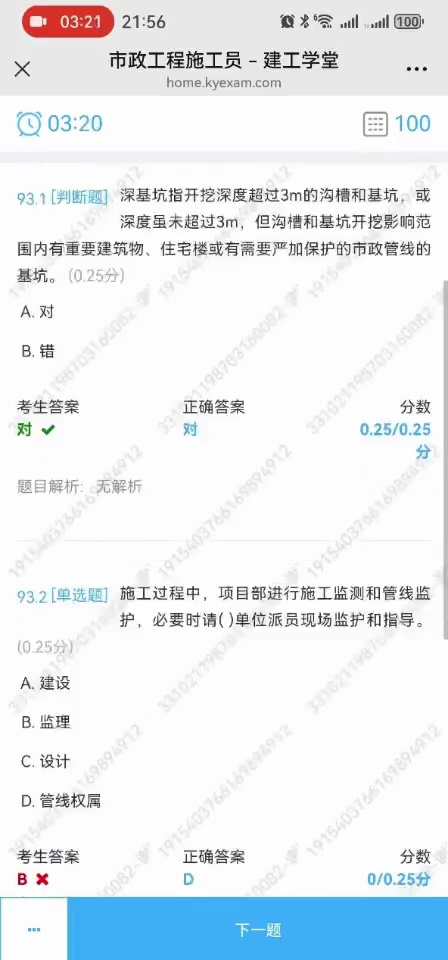 03:21 21:56 100
市政工程施工员 – 建工学堂
home.kyexam.com
03:20 100
93.1 [判断题] 深基坑指开挖深度超过3m的沟槽和基坑，或
深度虽未超过3m，但沟槽和基坑开挖影响范
围内有重要建筑物、住宅楼或有需要严加保护的市政管线的
基坑。 (0.25分)
A. 对
B. 错
考生答案 正确答案 分数
对 对 0.25/0.25
分
题目解析： 无解析
93.2 [单选题] 施工过程中，项目部进行施工监测和管线监
护，必要时请( )单位派员现场监护和指导。
(0.25分)
A. 建设
B. 监理
C. 设计
D. 管线权属
考生答案 正确答案 分数
B D 0/0.25分
下一题